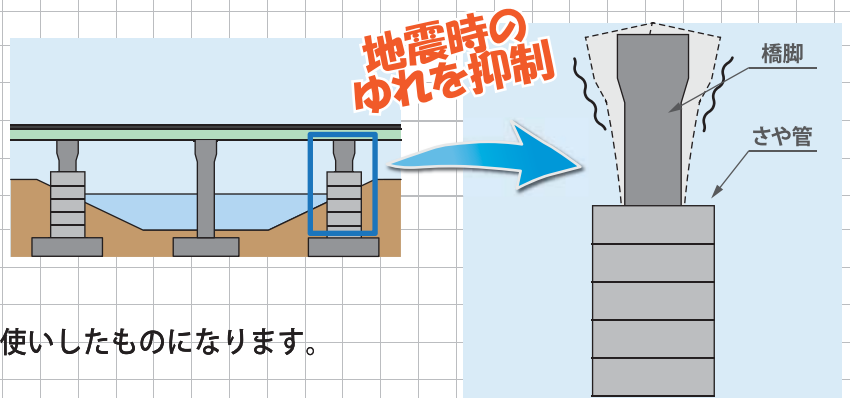 地震時の
ゆれを抑制
橋脚
さや管
使いしたものになります。